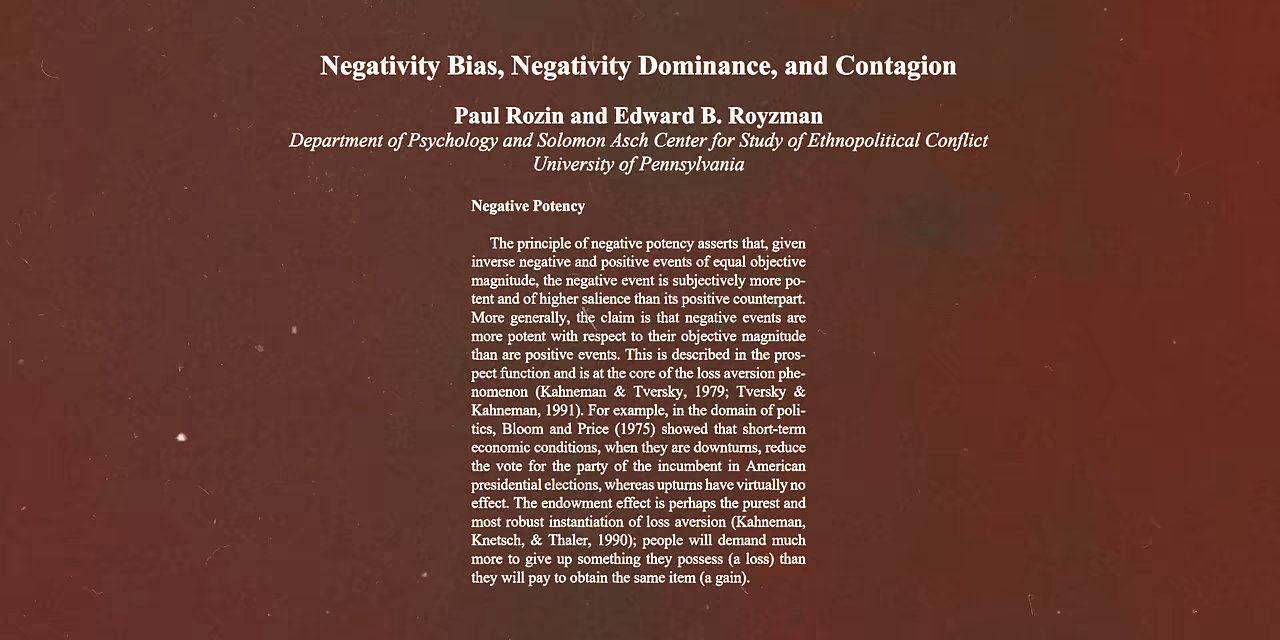 Negativity Bias, Negativity Dominance, and Contagion
Paul Rozin and Edward B. Royzman
Department of Psychology and Solomon Asch Center for Study of Ethnopolitical Conflict
University of Pennsylvania
Negative Potency
The principle of negative potency asserts that, given
inverse negative and positive events of equal objective
magnitude, the negative event is subjectively more po-
tent and of higher salience than its positive counterpart.
More generally, the claim is that negative events are
more potent with respect to their objective magnitude
than are positive events. This is described in the pros-
pect function and is at the core of the loss aversion phe-
nomenon (Kahneman & Tversky, 1979; Tversky &
Kahneman, 1991). For example, in the domain of poli-
tics, Bloom and Price (1975) showed that short-term
economic conditions, when they are downturns, reduce
the vote for the party of the incumbent in American
presidential elections, whereas upturns have virtually no
effect. The endowment effect is perhaps the purest and
most robust instantiation of loss aversion (Kahneman,
Knetsch, & Thaler, 1990); people will demand much
more to give up something they possess (a loss) than
they will pay to obtain the same item (a gain).